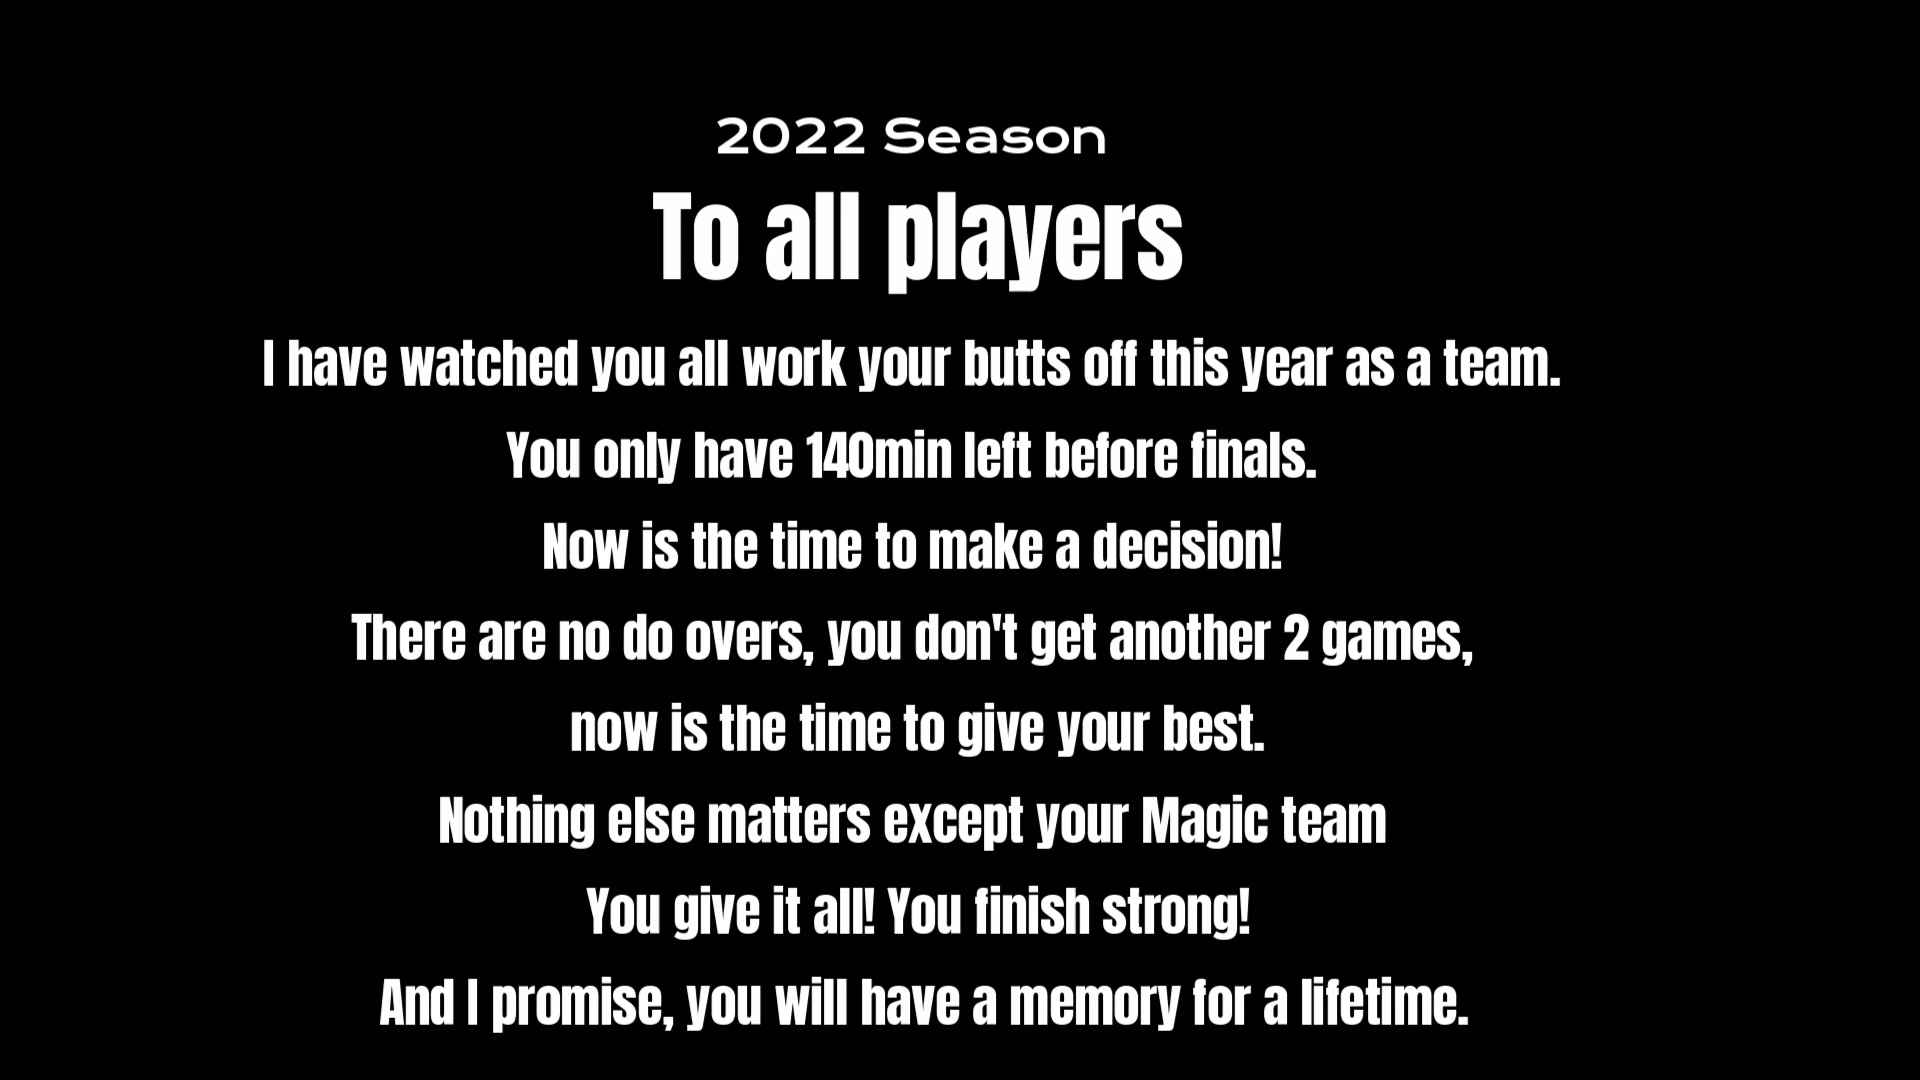 2022 Season
To all players
I have watched you all work your butts off this year as a team.
You only have 140min left before finals.
Now is the time to make a decision!
There are no do overs, you don't get another 2 games,
now is the time to give your best.
Nothing else matters except your Magic team
You give it all! You finish strong!
And I promise, you will have a memory for a lifetime.